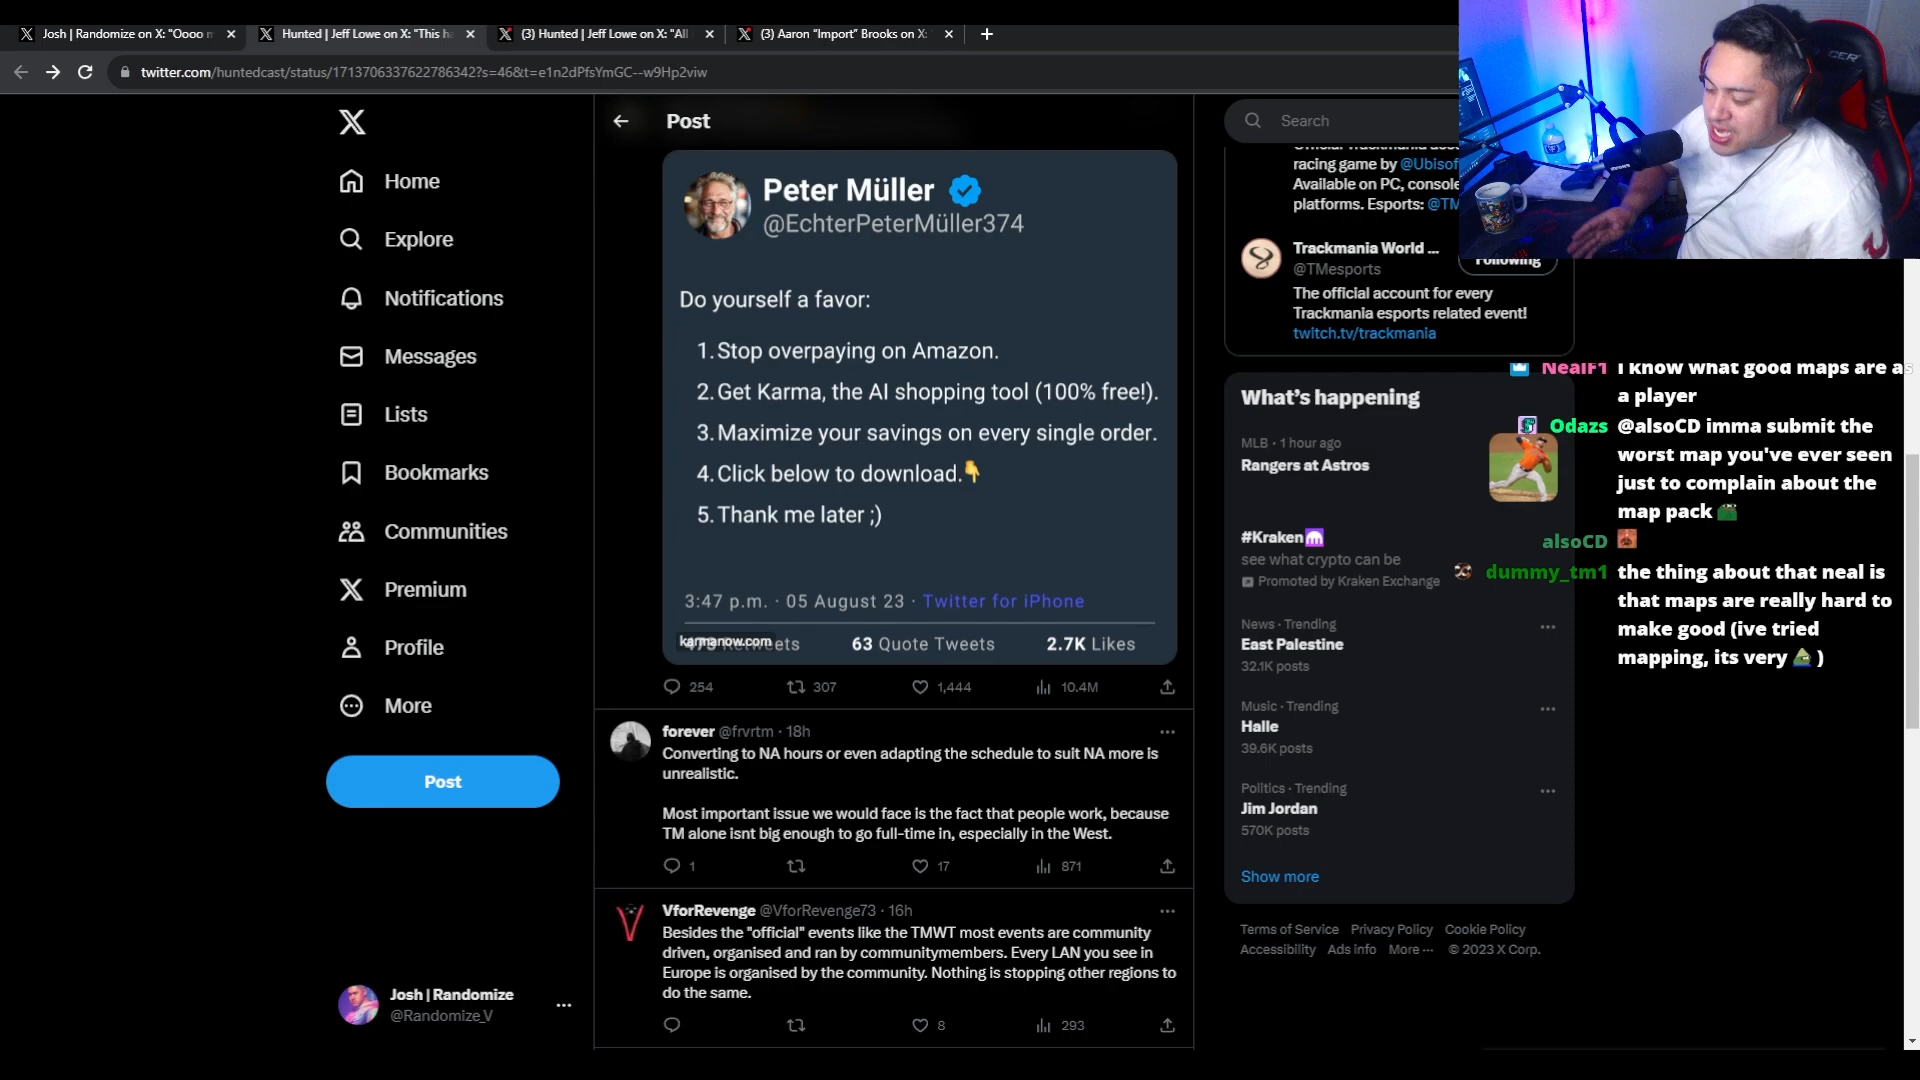 Josh | Randomize on X: "Oooo m
Hunted | Jeff Lowe on X: "This ha
(3) Hunted | Jeff Lowe on X: "All
(3) Aaron "Import" Brooks on X:
twitter.com/huntedcast/status/1713706337622786342?s=46&t=e1n2dPfsYmGC--w9Hp2viw
Home
Explore
Notifications
Messages
Lists
Bookmarks
Communities
Premium
Profile
More
Post
Josh | Randomize
@Randomize_V
Post
Peter Müller
@EchterPeterMüller374
Do yourself a favor:
1. Stop overpaying on Amazon.
2. Get Karma, the AI shopping tool (100% free!).
3. Maximize your savings on every single order.
4. Click below to download.👇
5. Thank me later ;)
3:47 p.m. · 05 August 23 · Twitter for iPhone
karmanow.com
63 Quote Tweets
2.7K Likes
254 307 1,444 10.4M
forever @frvrtm · 18h
Converting to NA hours or even adapting the schedule to suit NA more is
unrealistic.
Most important issue we would face is the fact that people work, because
TM alone isnt big enough to go full-time in, especially in the West.
1 17 871
VforRevenge @VforRevenge73 · 16h
Besides the "official" events like the TMWT most events are community
driven, organised and ran by communitymembers. Every LAN you see in
Europe is organised by the community. Nothing is stopping other regions to
do the same.
8 293
Search
racing game by @Ubisof
Available on PC, console
platforms. Esports: @TM
Trackmania World ...
@TMesports
Following
The official account for every
Trackmania esports related event!
twitch.tv/trackmania
What's happening
MLB · 1 hour ago
Rangers at Astros
#Kraken
see what crypto can be
Promoted by Kraken Exchange
News · Trending
East Palestine
32.1K posts
Music · Trending
Halle
39.6K posts
Politics · Trending
Jim Jordan
570K posts
Show more
Terms of Service Privacy Policy Cookie Policy
Accessibility Ads info More ··· © 2023 X Corp.
NealF1 i know what good maps are as
a player
Odazs @alsoCD imma submit the
worst map you've ever seen
just to complain about the
map pack
alsoCD
dummy_tm1 the thing about that neal is
that maps are really hard to
make good (ive tried
mapping, its very )